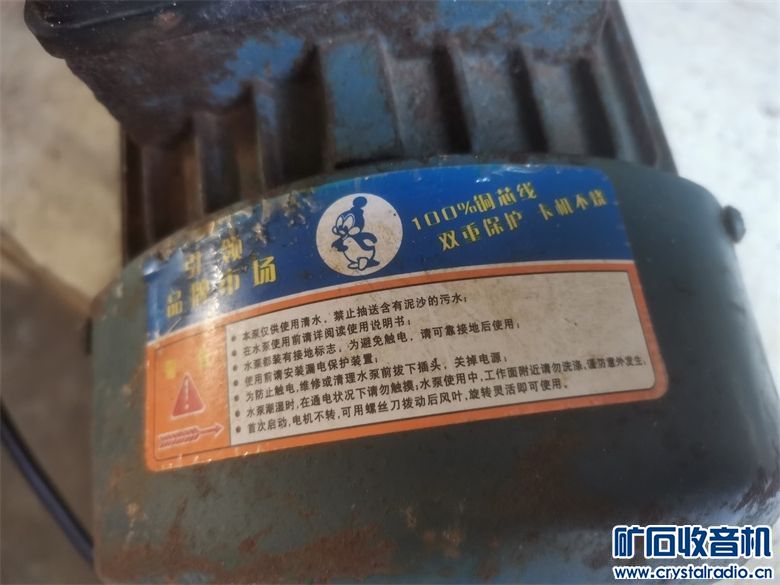 引领
品牌市场
100%铜芯线
双重保护 卡机不烧
警告
本泵仅供使用清水，禁止抽送含有泥沙的污水；
在水泵使用前请详阅读使用说明书；
水泵都装有接地标志，为避免触电，请可靠接地后使用；
使用前请安装漏电保护装置；
为防止触电，维修或清理水泵前拔下插头，关掉电源；
水泵潮湿时，在通电状况下请勿触摸；水泵使用中，工作面附近请勿洗涤，谨防意外发生；
首次启动，电机不转，可用螺丝刀拨动后风叶，旋转灵活即可使用。
矿石收音机
www.crystalradio.cn